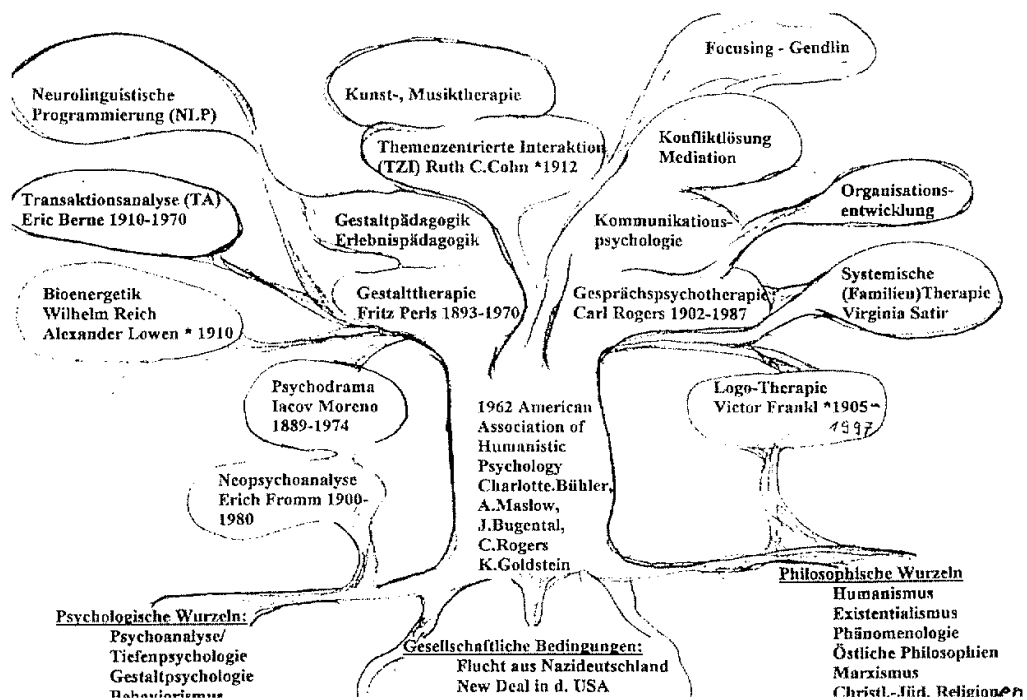 Focusing - Gendlin
Neurolinguistische
Programmierung (NLP)
Kunst-, Musiktherapie
Themenzentrierte Interaktion
(TZI) Ruth C.Cohn *1912
Konfliktlösung
Mediation
Transaktionsanalyse (TA)
Eric Berne 1910-1970
Gestaltpädagogik
Erlebnispädagogik
Kommunikations-
psychologie
Organisations-
entwicklung
Bioenergetik
Wilhelm Reich
Alexander Lowen * 1910
Gestalttherapie
Fritz Perls 1893-1970
Gesprächspsychotherapie
Carl Rogers 1902-1987
Systemische
(Familien)Therapie
Virginia Satir
Psychodrama
Iacov Moreno
1889-1974
Logo-Therapie
Victor Frankl *1905-
1997
Neopsychoanalyse
Erich Fromm 1900-
1980
1962 American
Association of
Humanistic
Psychology
Charlotte.Bühler,
A.Maslow,
J.Bugental,
C.Rogers
K.Goldstein
Psychologische Wurzeln:
Psychoanalyse/
Tiefenpsychologie
Gestaltpsychologie
Behaviorismus
Gesellschaftliche Bedingungen:
Flucht aus Nazideutschland
New Deal in d. USA
Philosophische Wurzeln
Humanismus
Existentialismus
Phänomenologie
Östliche Philosophien
Marxismus
Christl.-Jüd. Religionen